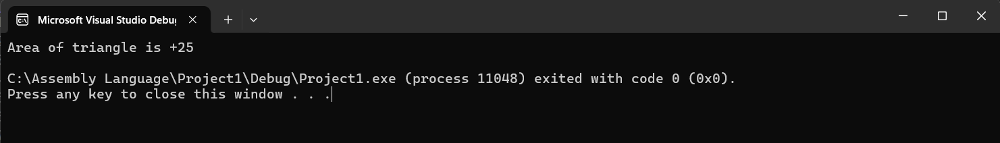 Microsoft Visual Studio Debu
Area of triangle is +25
C:\Assembly Language\Project1\Debug\Project1.exe (process 11048) exited with code 0 (0x0).
Press any key to close this window . . .